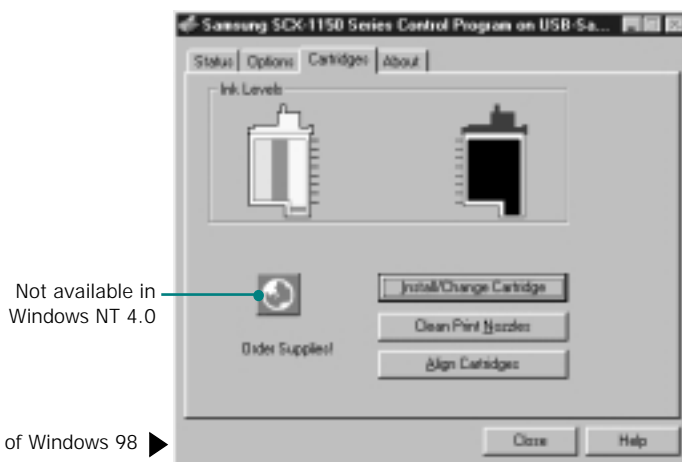 Samsung SCX-1150 Series Control Program on USB-Sa...
Status Options Cartridges About
Ink Levels
Not available in
Windows NT 4.0
Install/Change Cartridge
Clean Print Nozzles
Order Supplies!
Align Cartridges
of Windows 98
Close Help